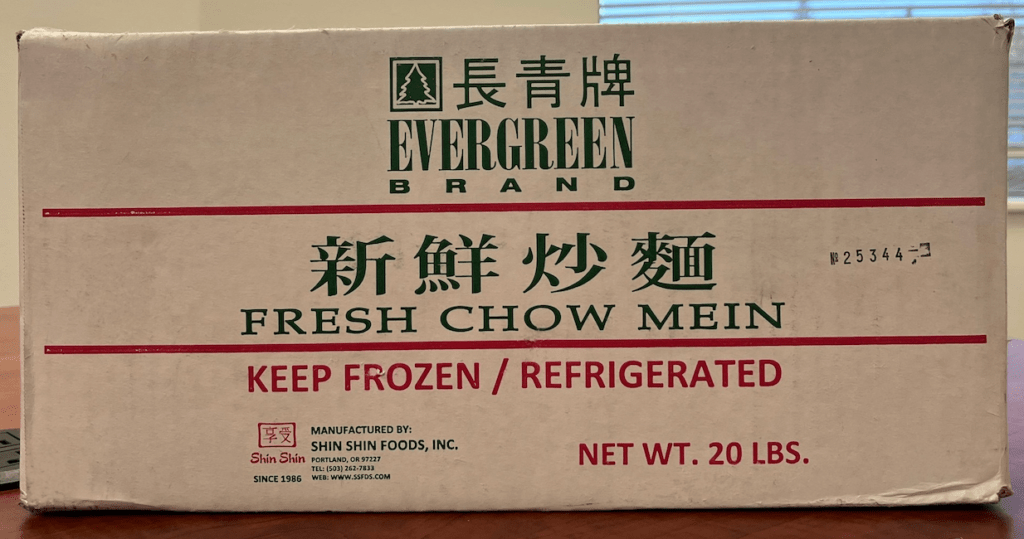 長青牌
EVERGREEN
BRAND
新鮮炒麵
FRESH CHOW MEIN
№25344
KEEP FROZEN / REFRIGERATED
享受
Shin Shin
SINCE 1986
MANUFACTURED BY:
SHIN SHIN FOODS, INC.
PORTLAND, OR 97227
TEL: (503) 262-7833
WEB: WWW.SSFDS.COM
NET WT. 20 LBS.